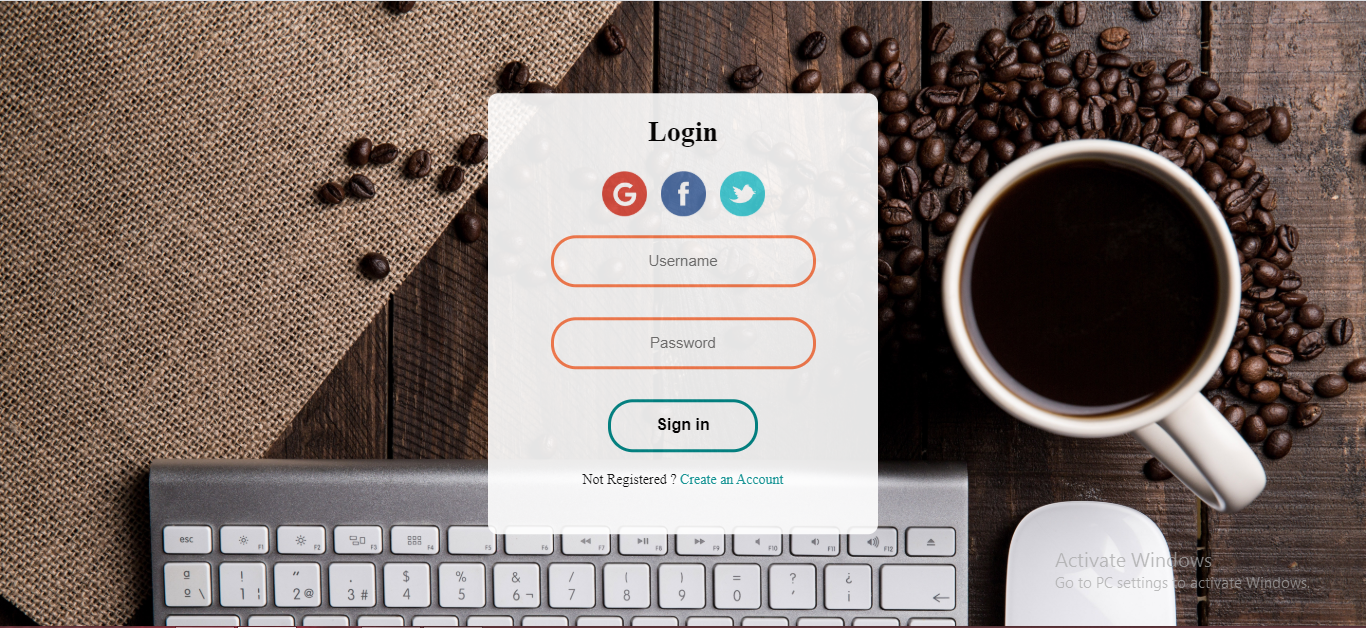 Login
G f
Username
Password
Sign in
Not Registered ? Create an Account
esc F1 F2 F3 F4 F5 F6 F7 F8 F9 F10 F11 F12
ª ! “ . $ % & / ( ) = ? ¿
º \ 1 ¦ 2 @ 3 # 4 5 6 ¬ 7 8 9 0 ' ¡
Activate Windows
Go to PC settings to activate Windows.